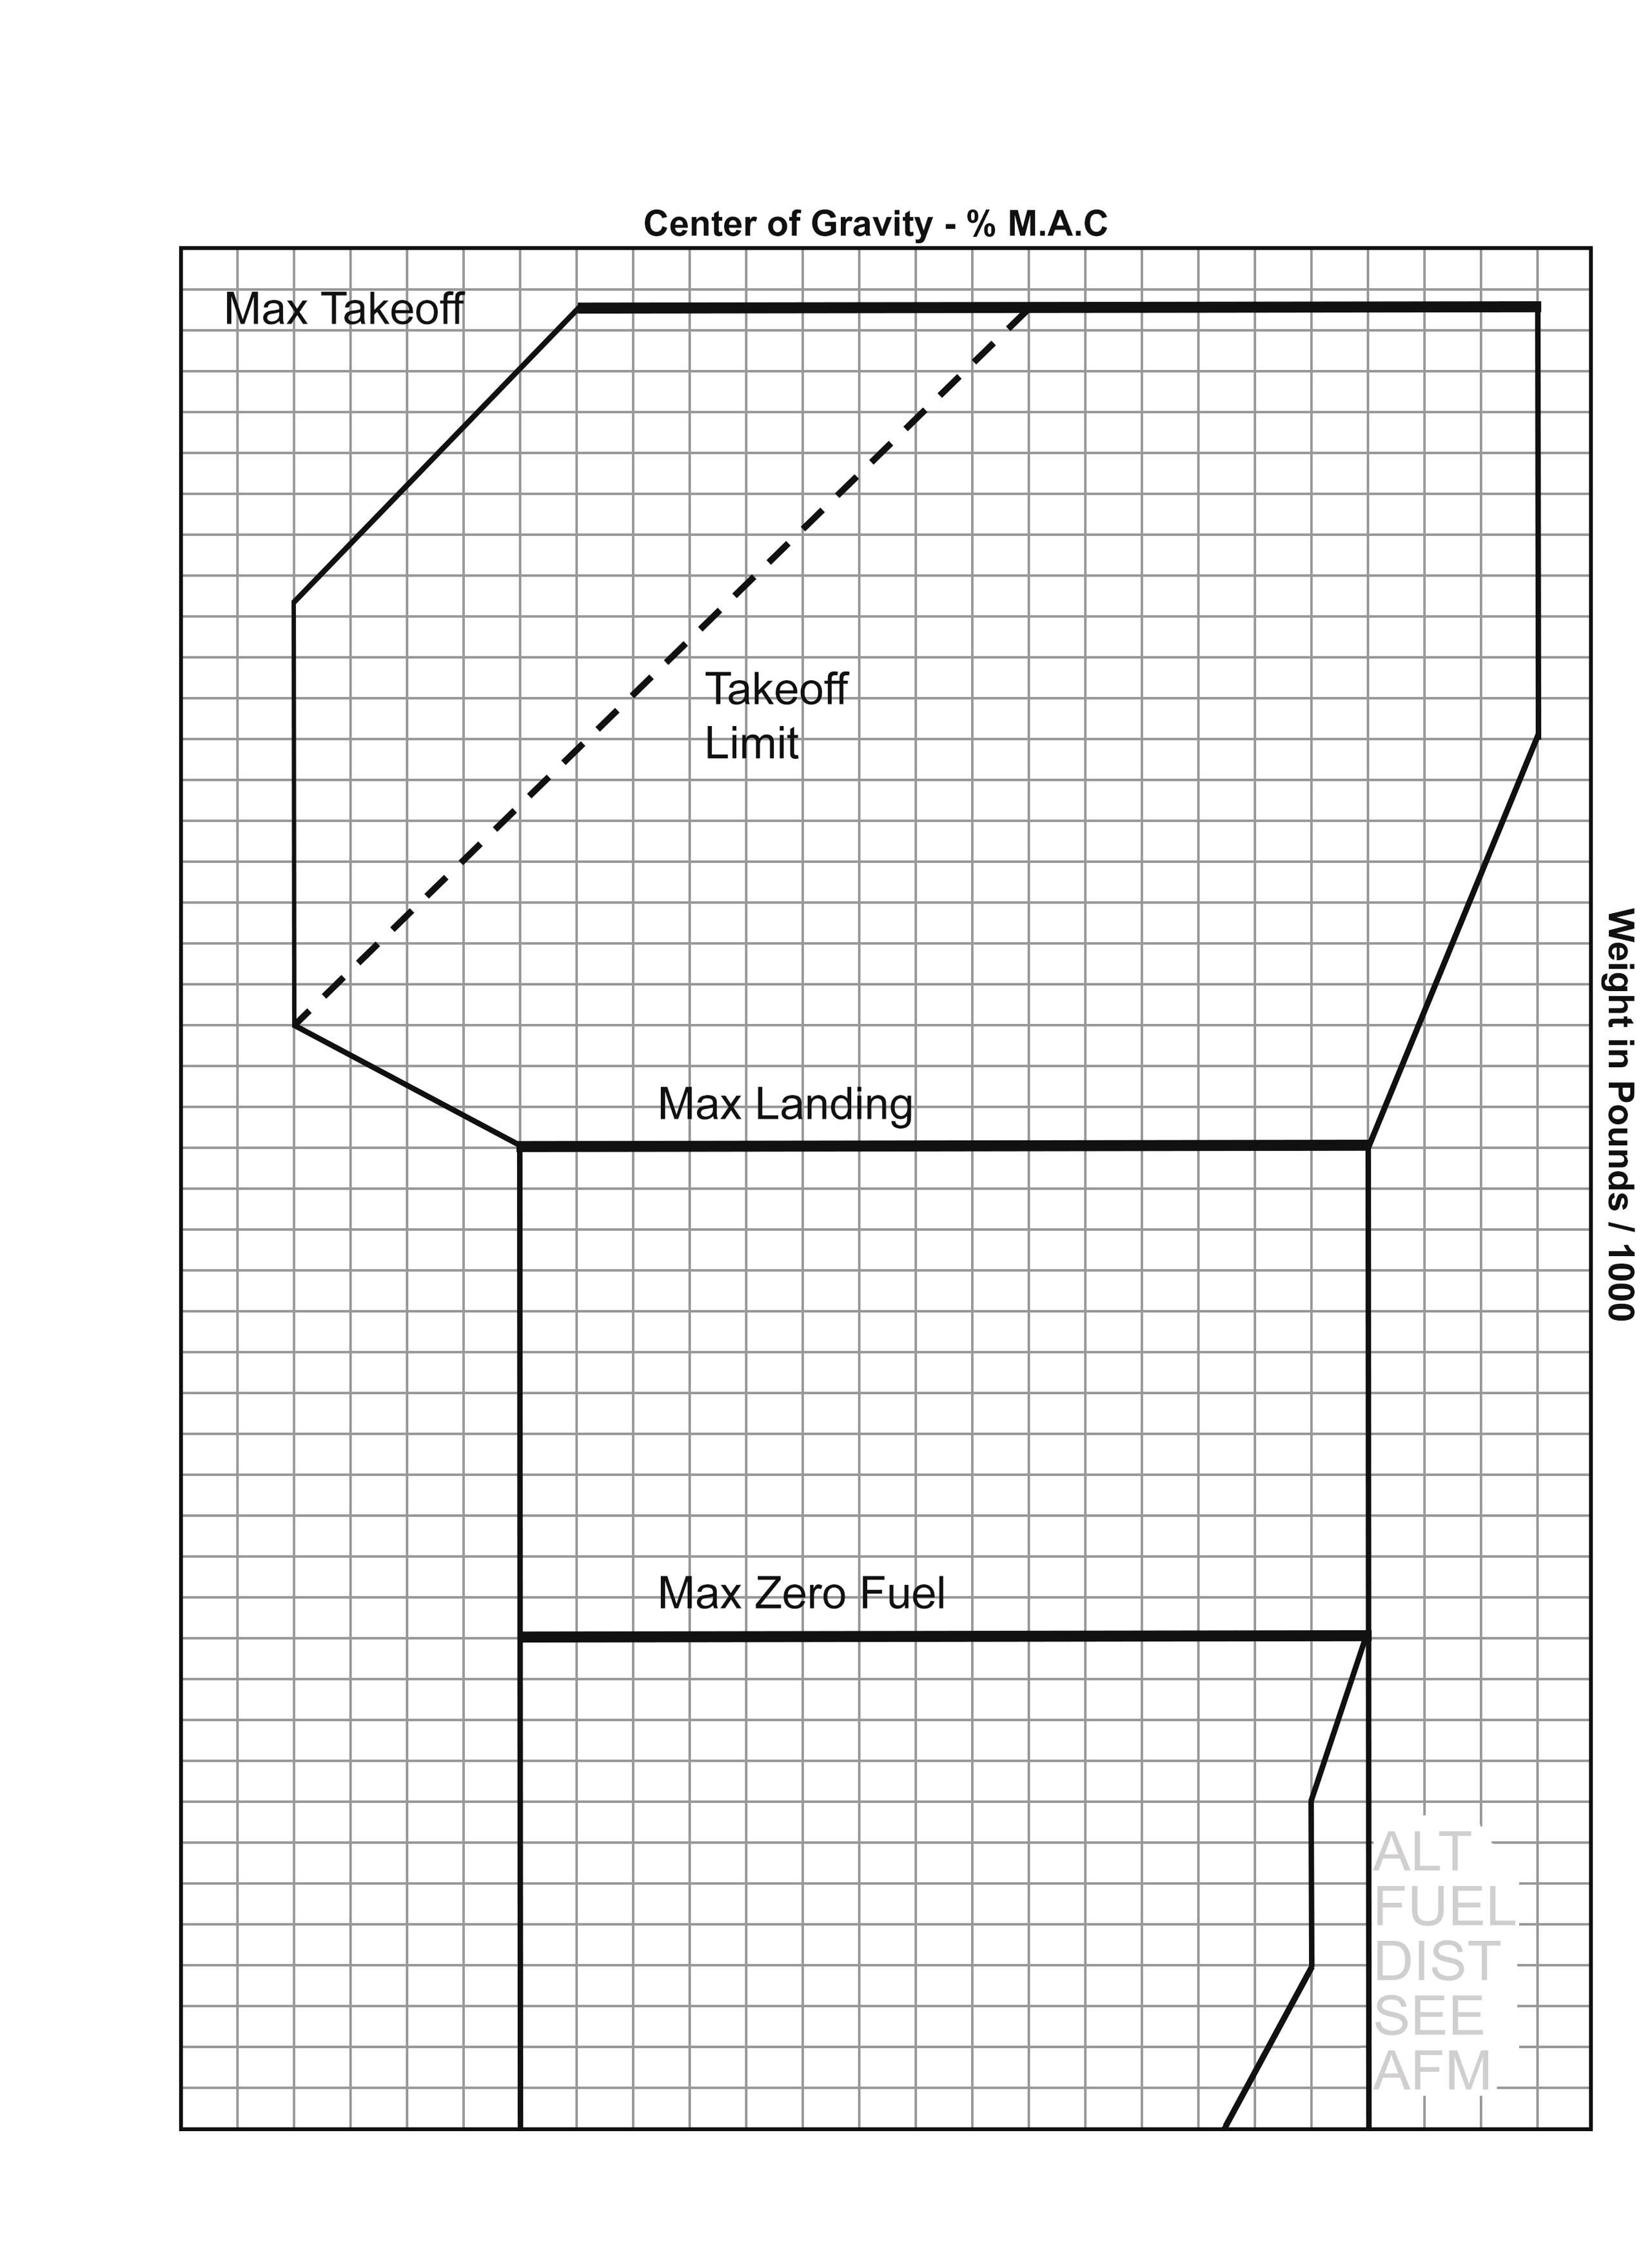 Center of Gravity - % M.A.C
Max Takeoff
Takeoff
Limit
Weight in Pounds / 1000
Max Landing
Max Zero Fuel
ALT
FUEL
DIST
SEE
AFM